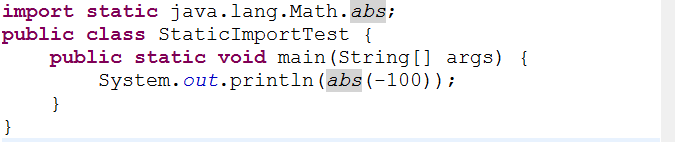 import static java.lang.Math.abs;
public class StaticImportTest {
    public static void main(String[] args) {
        System.out.println(abs(-100));
    }
}